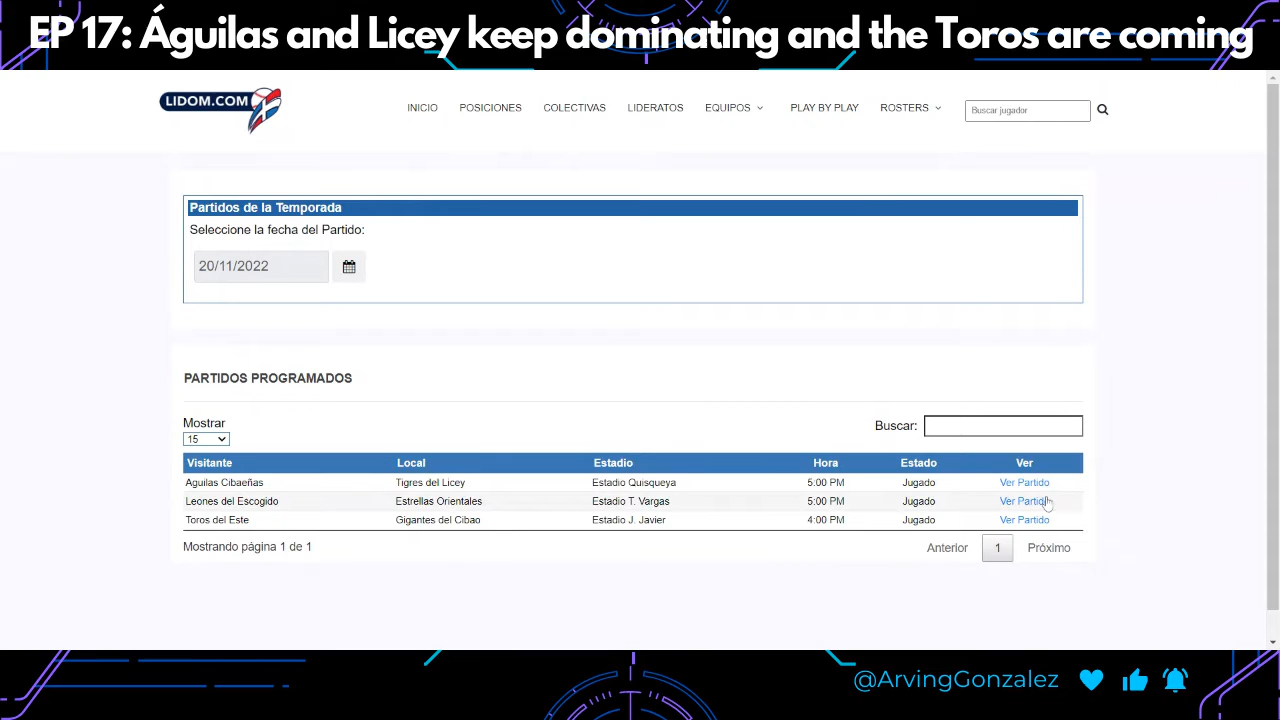 EP 17: Águilas and Licey keep dominating and the Toros are coming
LIDOM.COM
INICIO POSICIONES COLECTIVAS LIDERATOS EQUIPOS PLAY BY PLAY ROSTERS Buscar jugador
Partidos de la Temporada
Seleccione la fecha del Partido:
20/11/2022
PARTIDOS PROGRAMADOS
Mostrar
15
Buscar:
Visitante Local Estadio Hora Estado Ver
Aguilas Cibaeñas Tigres del Licey Estadio Quisqueya 5:00 PM Jugado Ver Partido
Leones del Escogido Estrellas Orientales Estadio T. Vargas 5:00 PM Jugado Ver Partido
Toros del Este Gigantes del Cibao Estadio J. Javier 4:00 PM Jugado Ver Partido
Mostrando página 1 de 1
Anterior 1 Próximo
@ArvingGonzalez